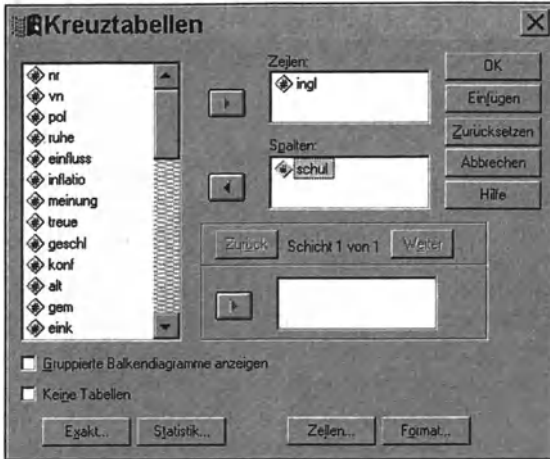 Kreuztabellen
nr
vn
pol
ruhe
einfluss
inflatio
meinung
treue
geschl
konf
alt
gem
eink
Zeilen:
ingl
Spalten:
schul
Zurück Schicht 1 von 1 Weiter
OK
Einfügen
Zurücksetzen
Abbrechen
Hilfe
Gruppierte Balkendiagramme anzeigen
Keine Tabellen
Exakt... Statistik... Zellen... Format...